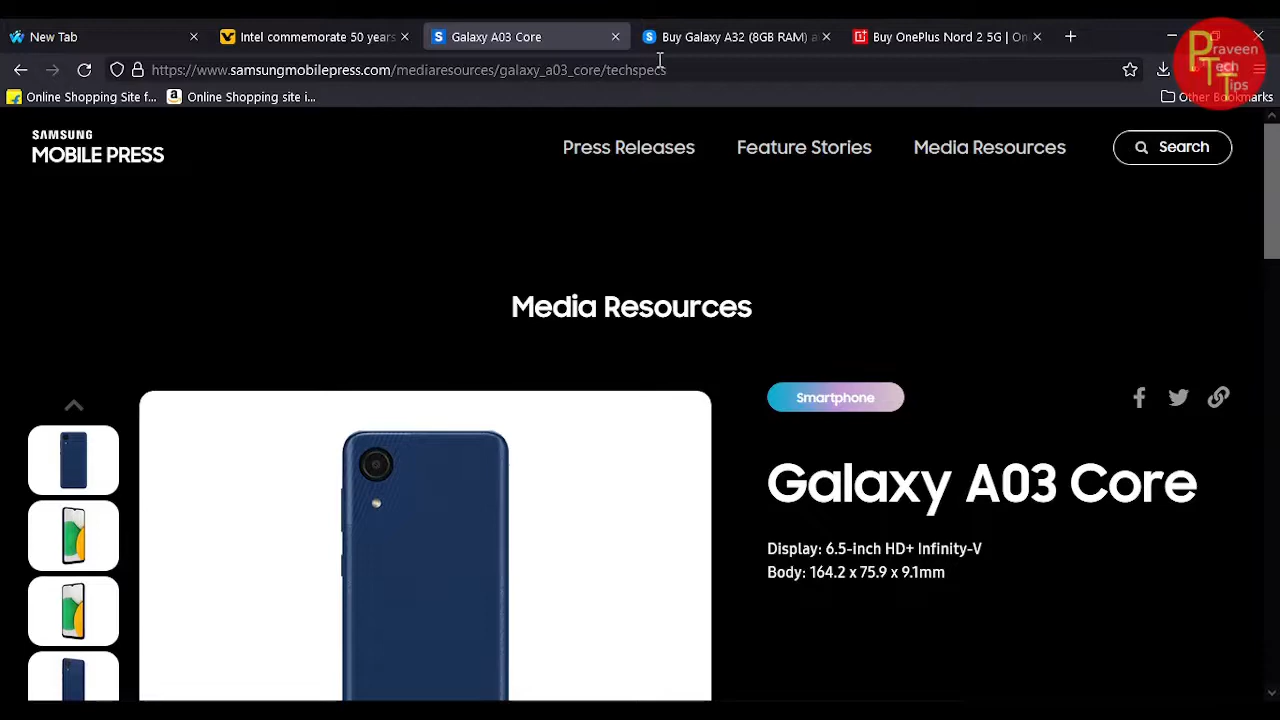 New Tab
Intel commemorate 50 years
Galaxy A03 Core
Buy Galaxy A32 (8GB RAM) a
Buy OnePlus Nord 2 5G | On
Praveen
Tech
Tips
https://www.samsungmobilepress.com/mediaresources/galaxy_a03_core/techspecs
Online Shopping Site f...
Online Shopping site i...
Other Bookmarks
SAMSUNG
MOBILE PRESS
Press Releases
Feature Stories
Media Resources
Search
Media Resources
Smartphone
Galaxy A03 Core
Display: 6.5-inch HD+ Infinity-V
Body: 164.2 x 75.9 x 9.1mm